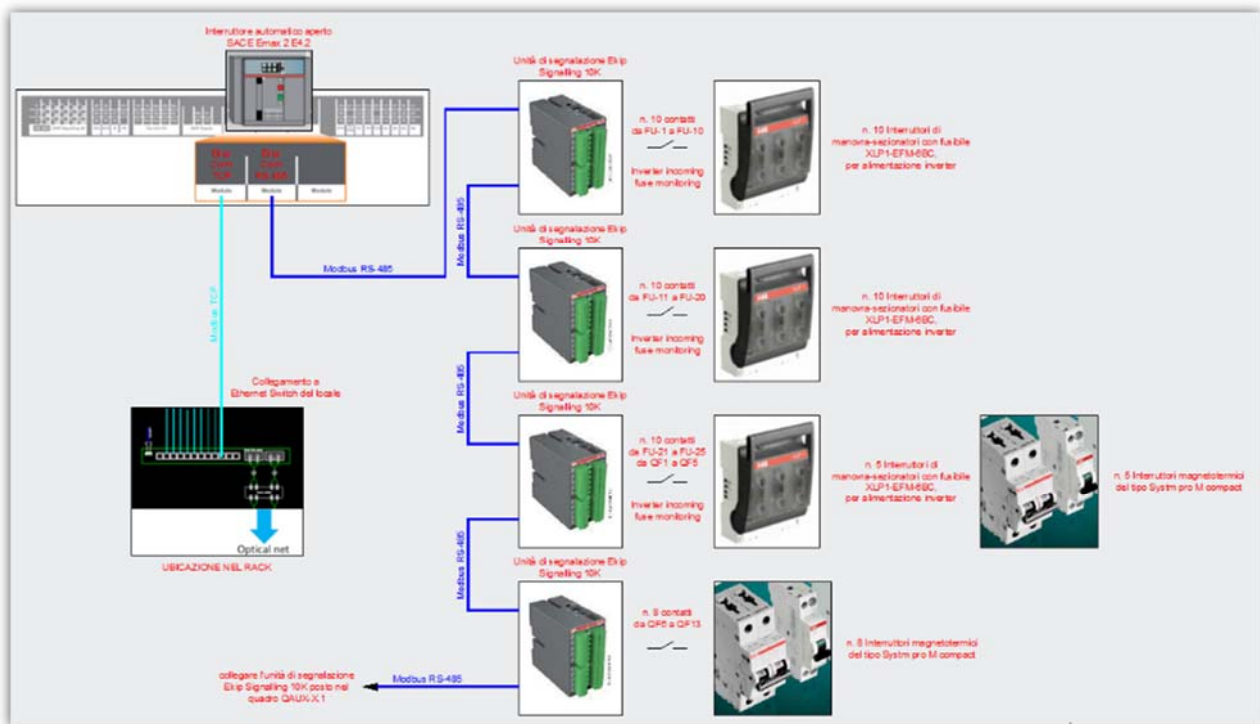 Interruttore automatico aperto
SACE Emax 2 E4.2
Ekip
Com
TCP
Ekip
Com
RS-485
Module
Module
Module
Modbus TCP
Modbus RS-485
Collegamento a
Ethernet Switch del locale
Optical net
UBICAZIONE NEL RACK
Unità di segnalazione Ekip
Signalling 10K
n. 10 contatti
da FU-1 a FU-10
Inverter incoming
fuse monitoring
n. 10 Interruttori di
manovra-sezionatori con fusibile
XLP1-EFM-6BC,
per alimentazione inverter
Modbus RS-485
Unità di segnalazione Ekip
Signalling 10K
n. 10 contatti
da FU-11 a FU-20
Inverter incoming
fuse monitoring
n. 10 Interruttori di
manovra-sezionatori con fusibile
XLP1-EFM-6BC,
per alimentazione inverter
Modbus RS-485
Unità di segnalazione Ekip
Signalling 10K
n. 10 contatti
da FU-21 a FU-25
da QF1 a QF5
Inverter incoming
fuse monitoring
n. 5 Interruttori di
manovra-sezionatori con fusibile
XLP1-EFM-6BC,
per alimentazione inverter
n. 5 Interruttori magnetotermici
del tipo Systm pro M compact
Modbus RS-485
Unità di segnalazione Ekip
Signalling 10K
n. 8 contatti
da QF6 a QF13
n. 8 Interruttori magnetotermici
del tipo Systm pro M compact
Modbus RS-485
collegare l'unità di segnalazione
Ekip Signalling 10K posto nel
quadro QAUX-X.1